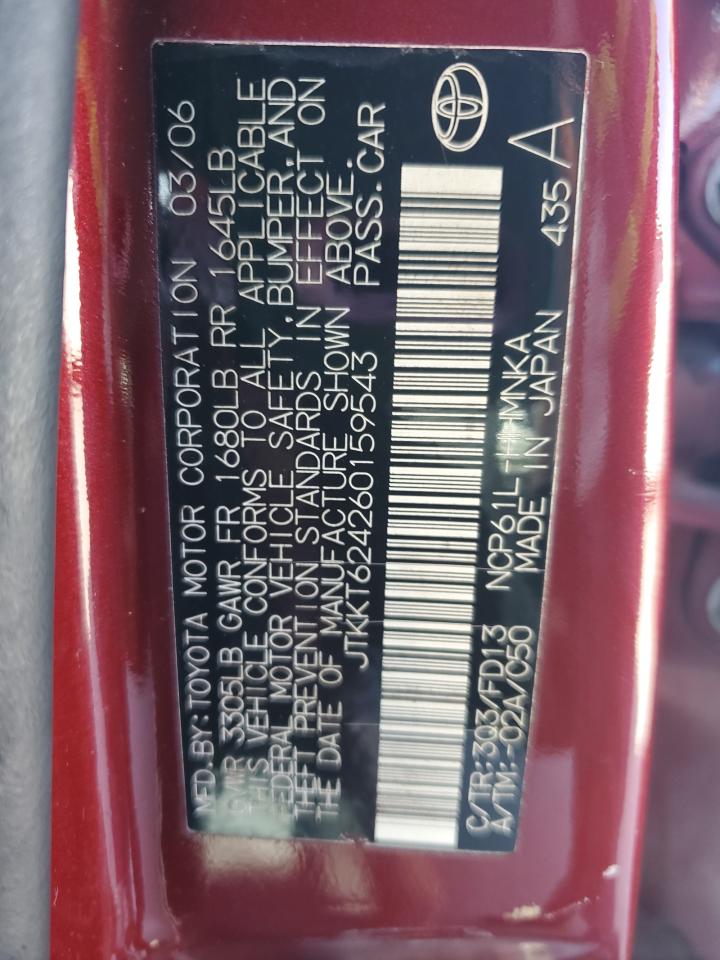 MFD.BY:TOYOTA MOTOR CORPORATION 03/06
GVWR 3305LB GAWR FR 1680LB RR 1645LB
THIS VEHICLE CONFORMS TO ALL APPLICABLE
FEDERAL MOTOR VEHICLE SAFETY,BUMPER,AND
THEFT PREVENTION STANDARDS IN EFFECT ON
THE DATE OF MANUFACTURE SHOWN ABOVE.
JTKKT624260159543 PASS.CAR
C/TR:303/FD13 NCP61L-THHMNKA
A/TM:-02A/C50 MADE IN JAPAN 435 A